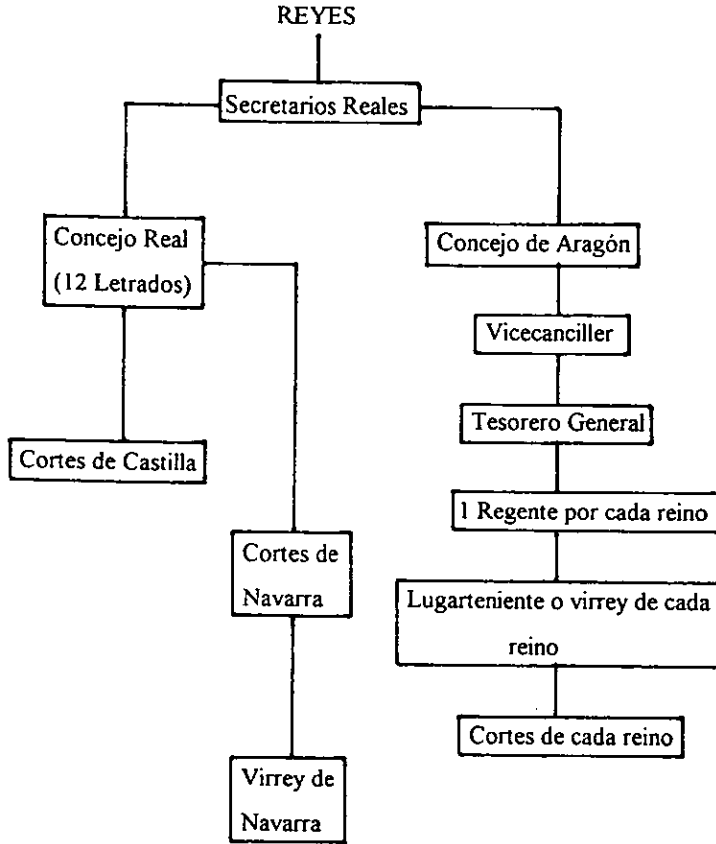 REYES
Secretarios Reales
Concejo Real
(12 Letrados)
Cortes de Castilla
Cortes de
Navarra
Virrey de
Navarra
Concejo de Aragón
Vicecanciller
Tesorero General
1 Regente por cada reino
Lugarteniente o virrey de cada
reino
Cortes de cada reino